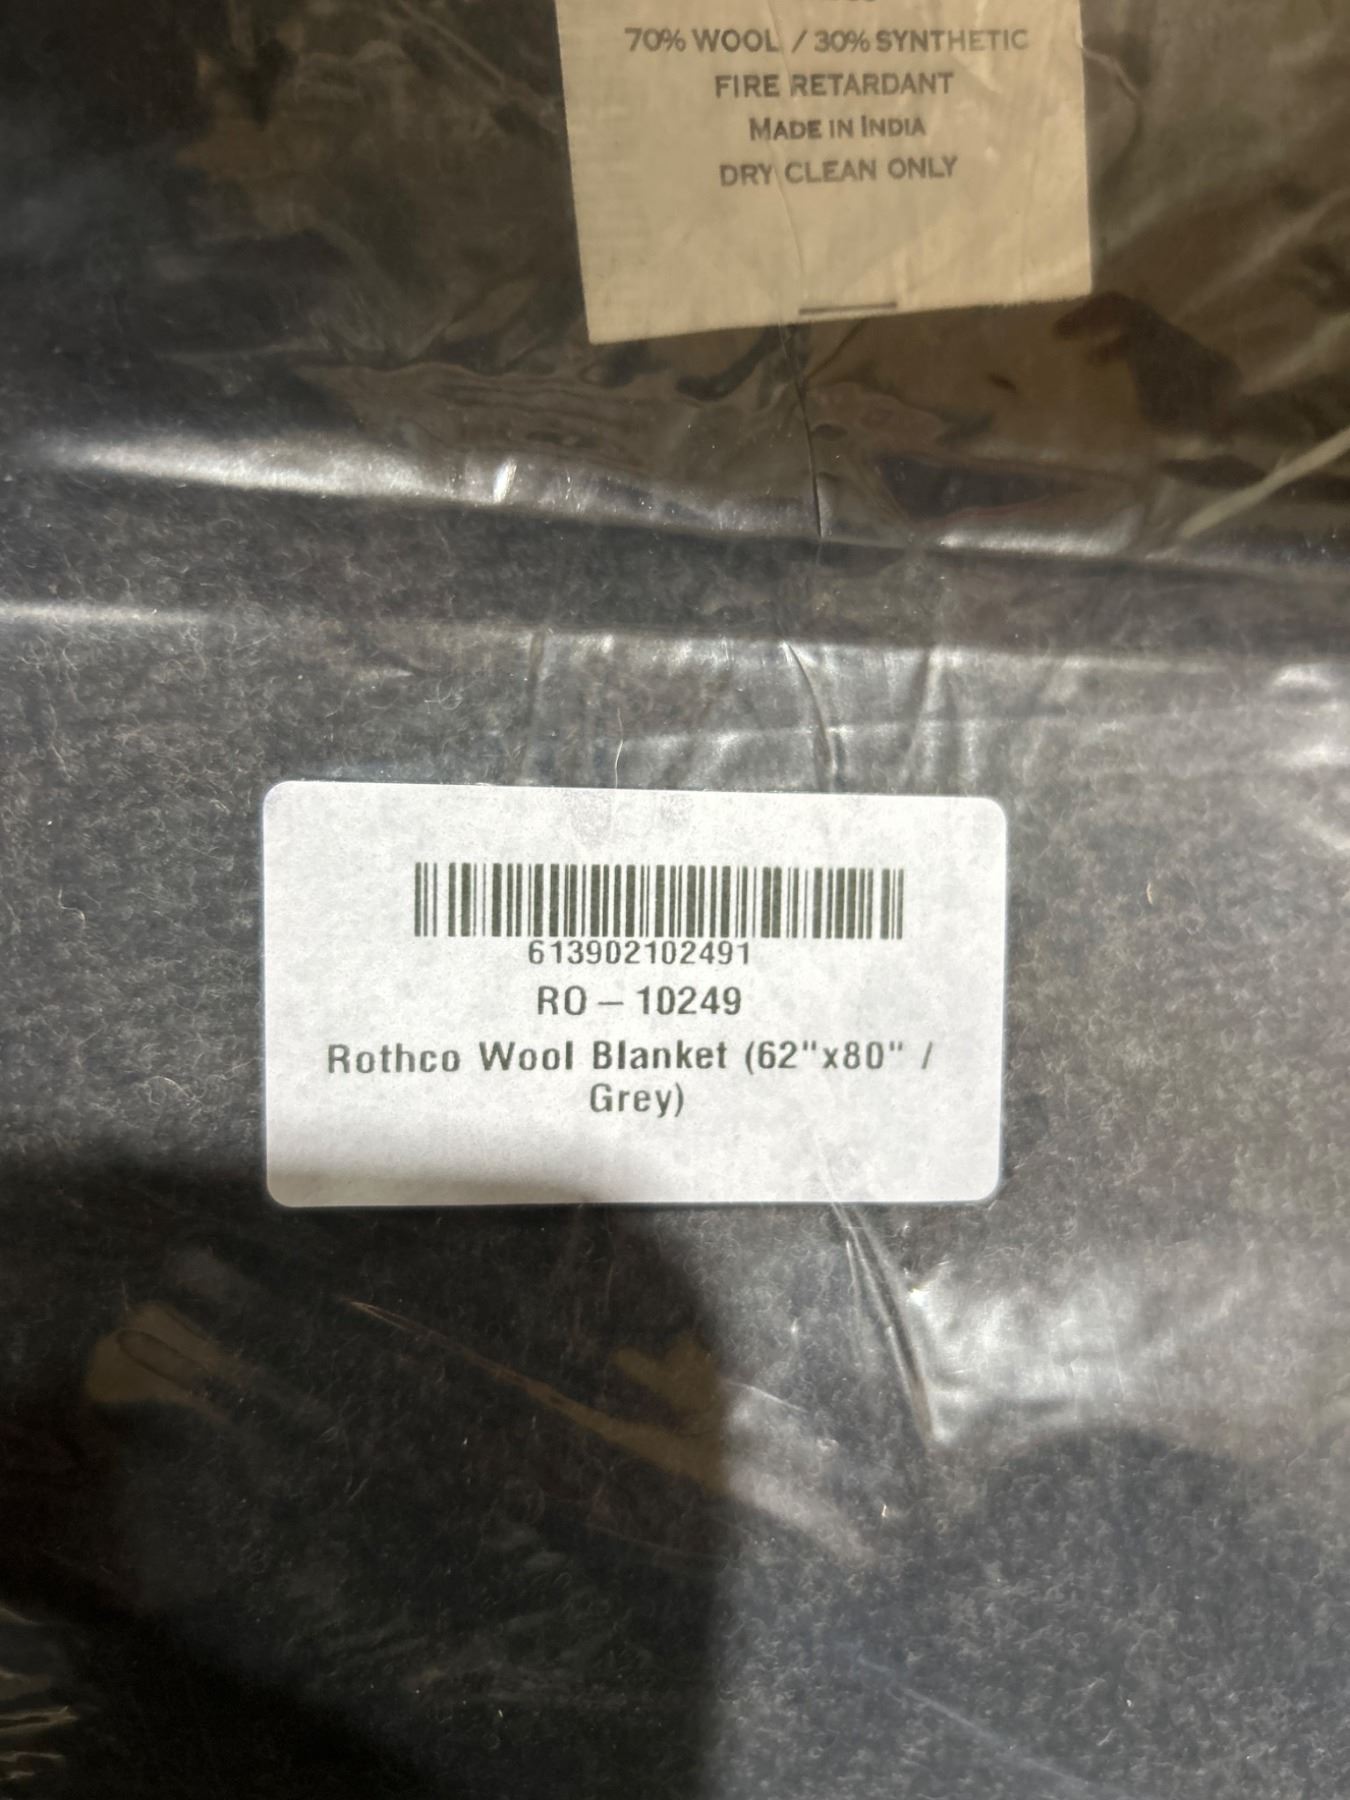 70% WOOL / 30% SYNTHETIC
FIRE RETARDANT
MADE IN INDIA
DRY CLEAN ONLY
613902102491
RO – 10249
Rothco Wool Blanket (62"x80" /
Grey)